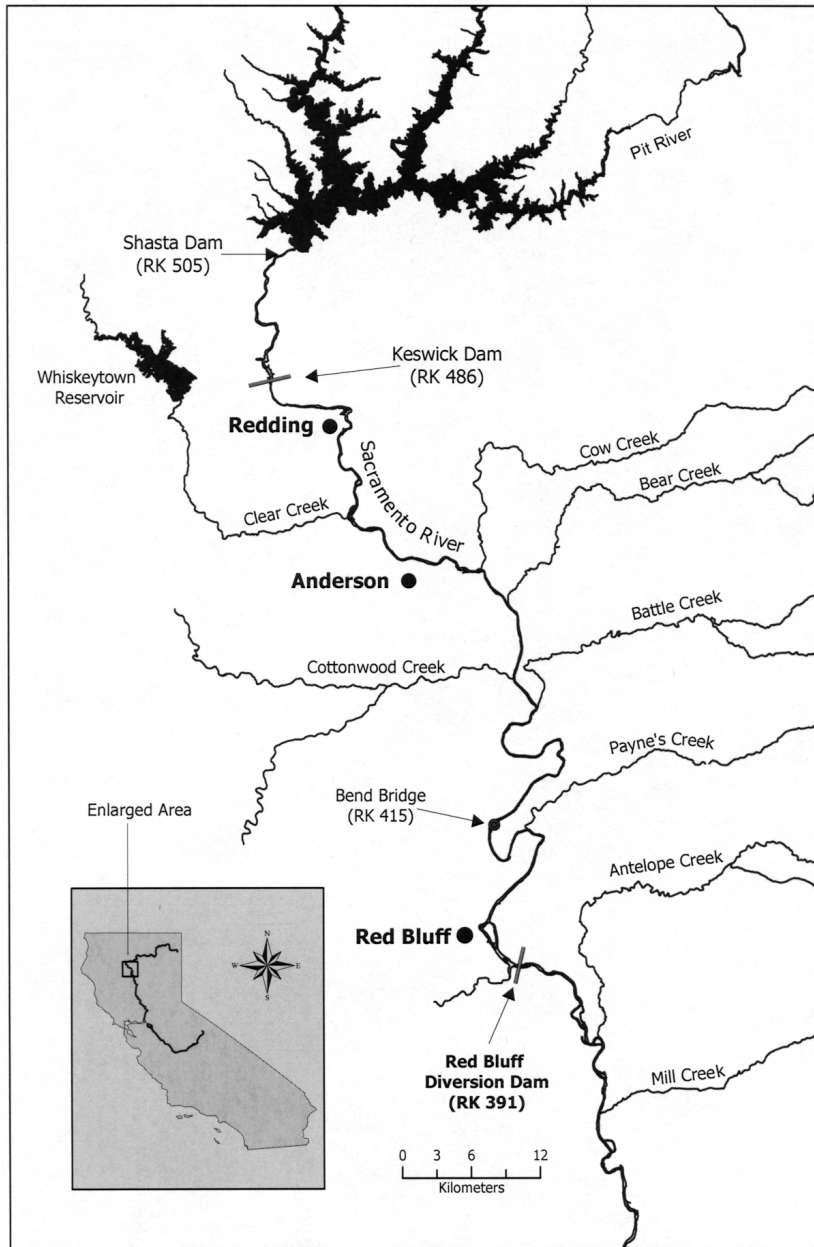 Pit River
Shasta Dam
(RK 505)
Keswick Dam
(RK 486)
Whiskeytown
Reservoir
Redding
Sacramento River
Cow Creek
Bear Creek
Clear Creek
Anderson
Battle Creek
Cottonwood Creek
Payne's Creek
Bend Bridge
(RK 415)
Enlarged Area
Antelope Creek
Red Bluff
N
W
E
S
Red Bluff
Diversion Dam
(RK 391)
Mill Creek
0 3 6 12
Kilometers